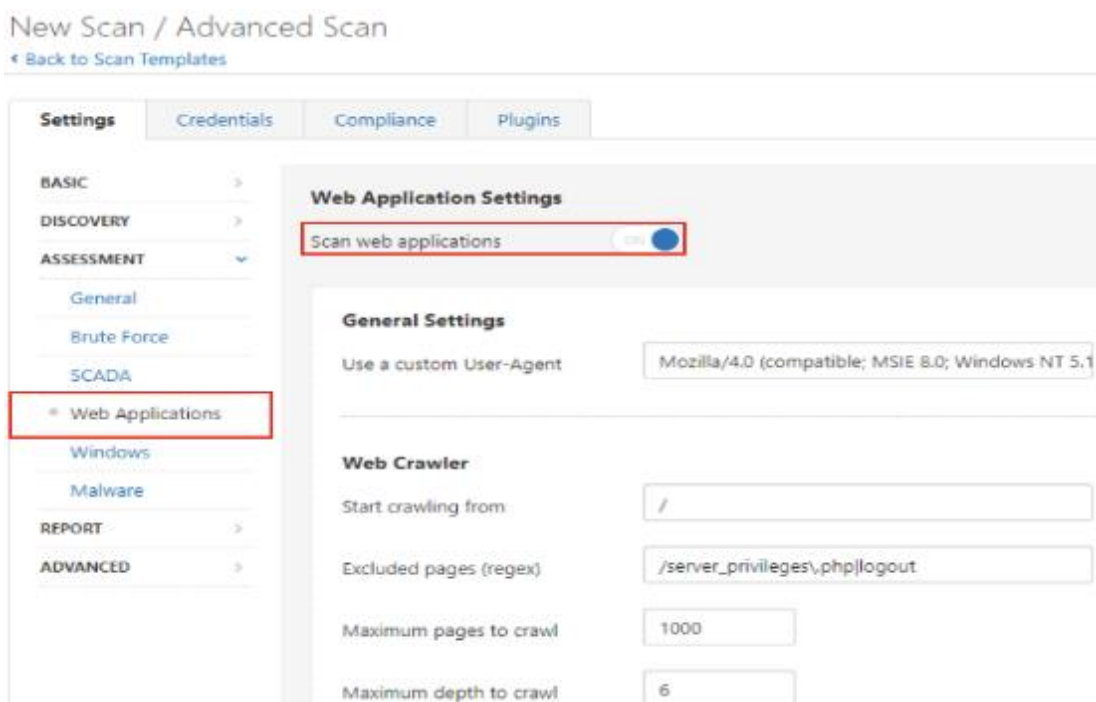 New Scan / Advanced Scan
Back to Scan Templates
Settings Credentials Compliance Plugins
BASIC
DISCOVERY
ASSESSMENT
General
Brute Force
SCADA
Web Applications
Windows
Malware
REPORT
ADVANCED
Web Application Settings
Scan web applications ON
General Settings
Use a custom User-Agent Mozilla/4.0 (compatible; MSIE 8.0; Windows NT 5.1
Web Crawler
Start crawling from /
Excluded pages (regex) /server_privileges\.php|logout
Maximum pages to crawl 1000
Maximum depth to crawl 6